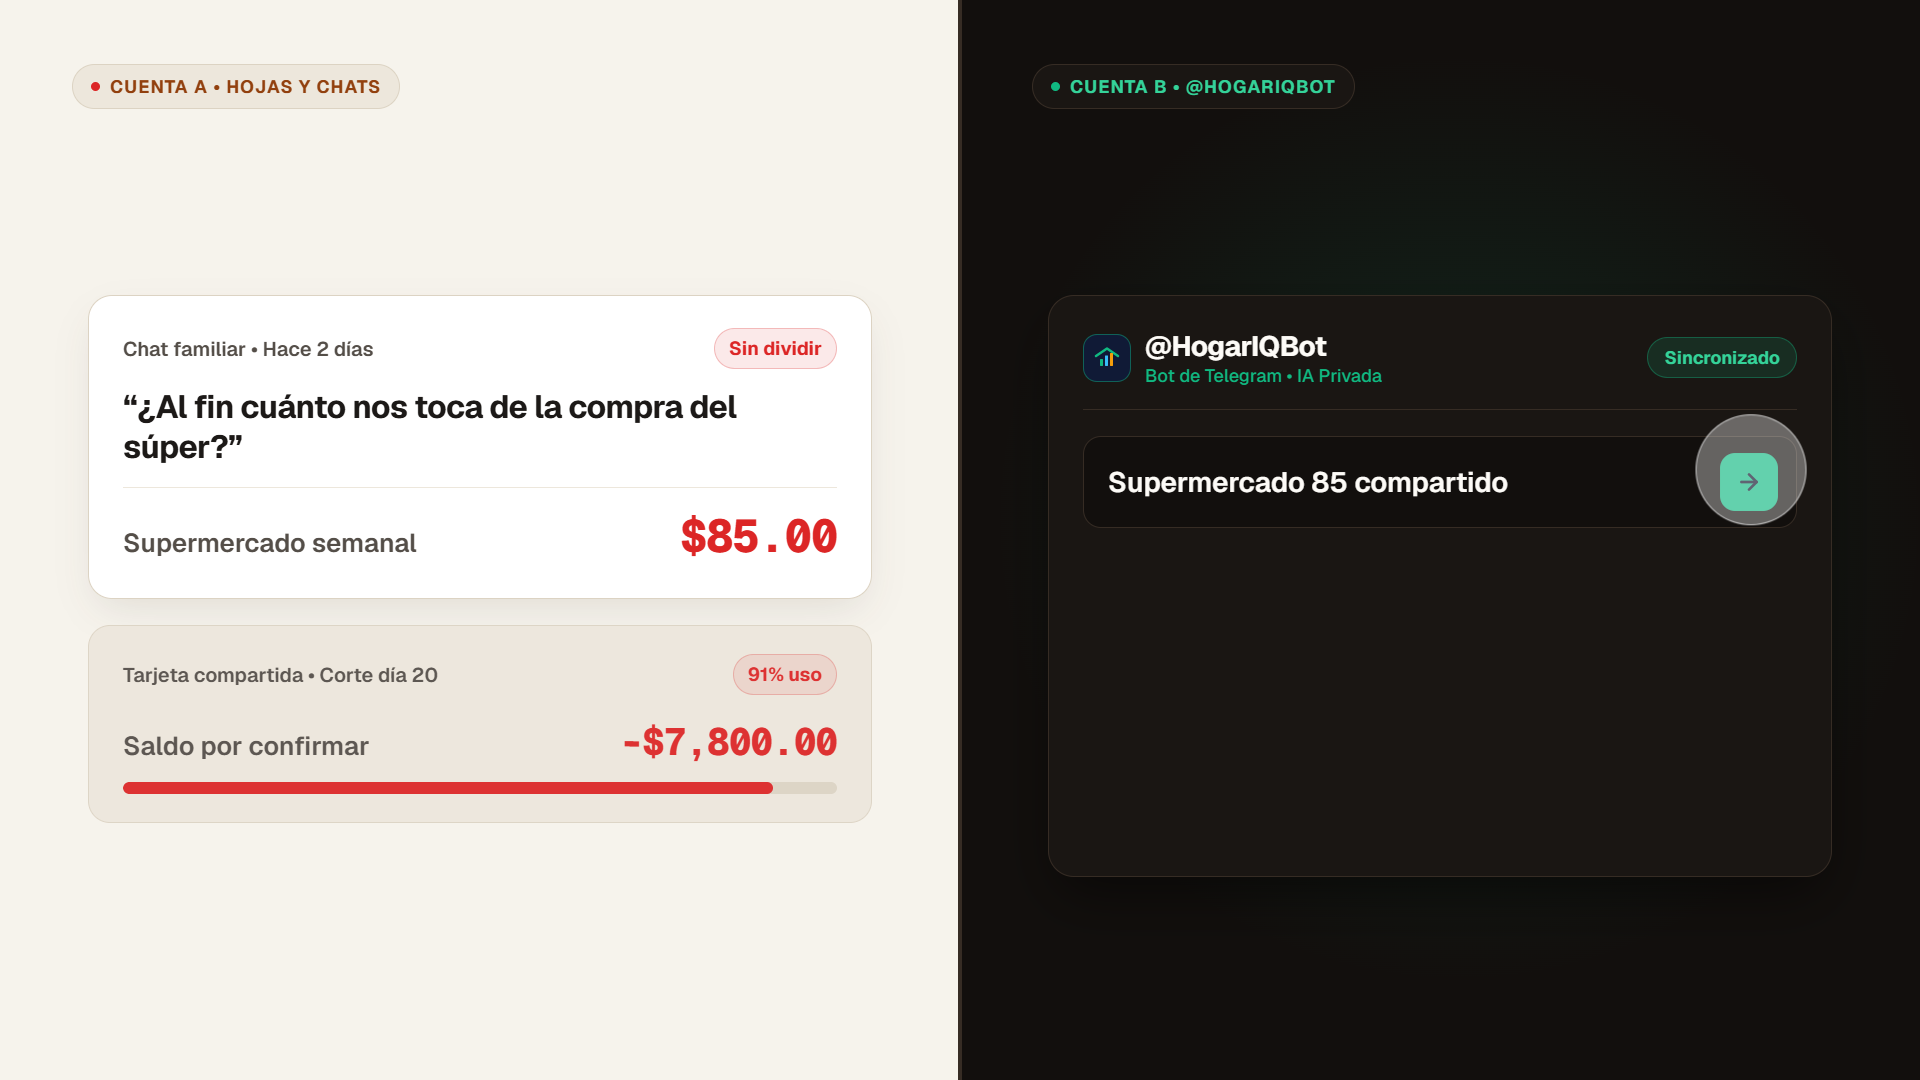 CUENTA A • HOJAS Y CHATS
Chat familiar • Hace 2 días
Sin dividir
“¿Al fin cuánto nos toca de la compra del
súper?”
Supermercado semanal
$85.00
Tarjeta compartida • Corte día 20
91% uso
Saldo por confirmar
-$7,800.00
CUENTA B • @HOGARIQBOT
@HogarIQBot
Bot de Telegram • IA Privada
Sincronizado
Supermercado 85 compartido